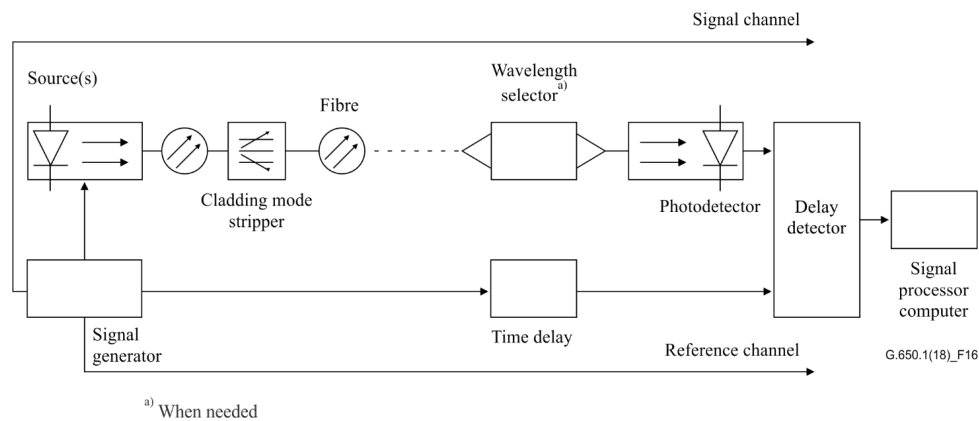 Signal channel
Source(s)
Wavelength
selector a)
Fibre
Cladding mode
stripper
Photodetector
Delay
detector
Signal
processor
computer
Signal
generator
Time delay
Reference channel
G.650.1(18)_F16
a) When needed